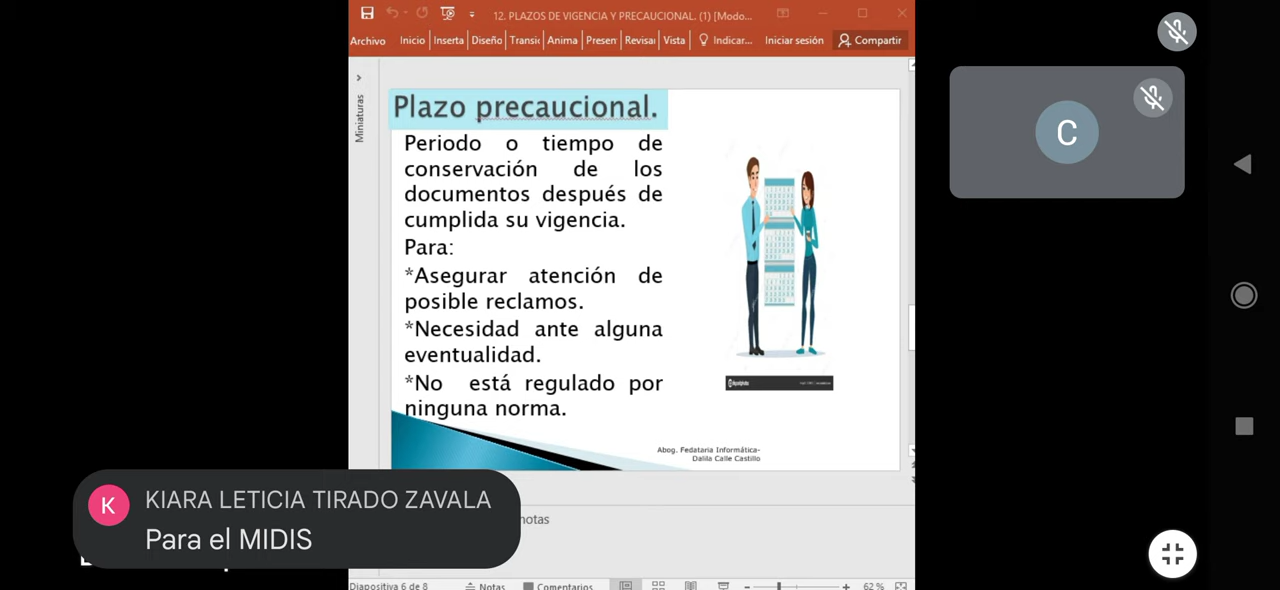 12. PLAZOS DE VIGENCIA Y PRECAUCIONAL. (1) [Modo...
Archivo Inicio Inserta Diseño Transic Anima Presen Revisa Vista Indicar... Iniciar sesión Compartir
Miniaturas
Plazo precaucional.
Periodo o tiempo de
conservación de los
documentos después de
cumplida su vigencia.
Para:
*Asegurar atención de
posible reclamos.
*Necesidad ante alguna
eventualidad.
*No está regulado por
ninguna norma.
Abog. Fedataria Informática-
Dalila Calle Castillo
C
K
KIARA LETICIA TIRADO ZAVALA
Para el MIDIS
notas
Diapositiva 6 de 8 Notas Comentarios 62 %